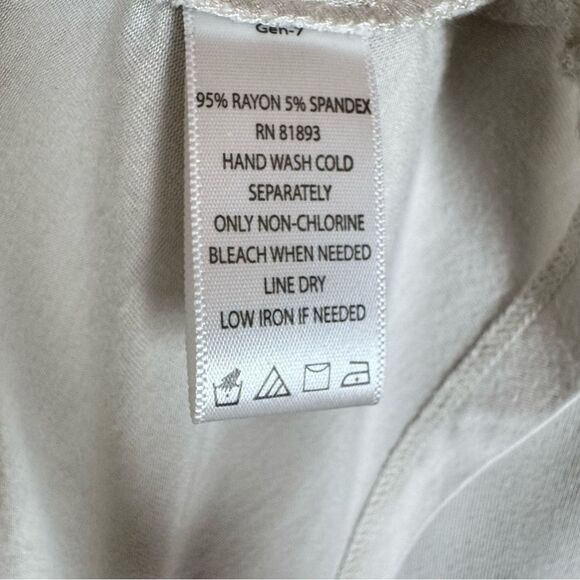 Gen-7
95% RAYON 5% SPANDEX
RN 81893
HAND WASH COLD
SEPARATELY
ONLY NON-CHLORINE
BLEACH WHEN NEEDED
LINE DRY
LOW IRON IF NEEDED